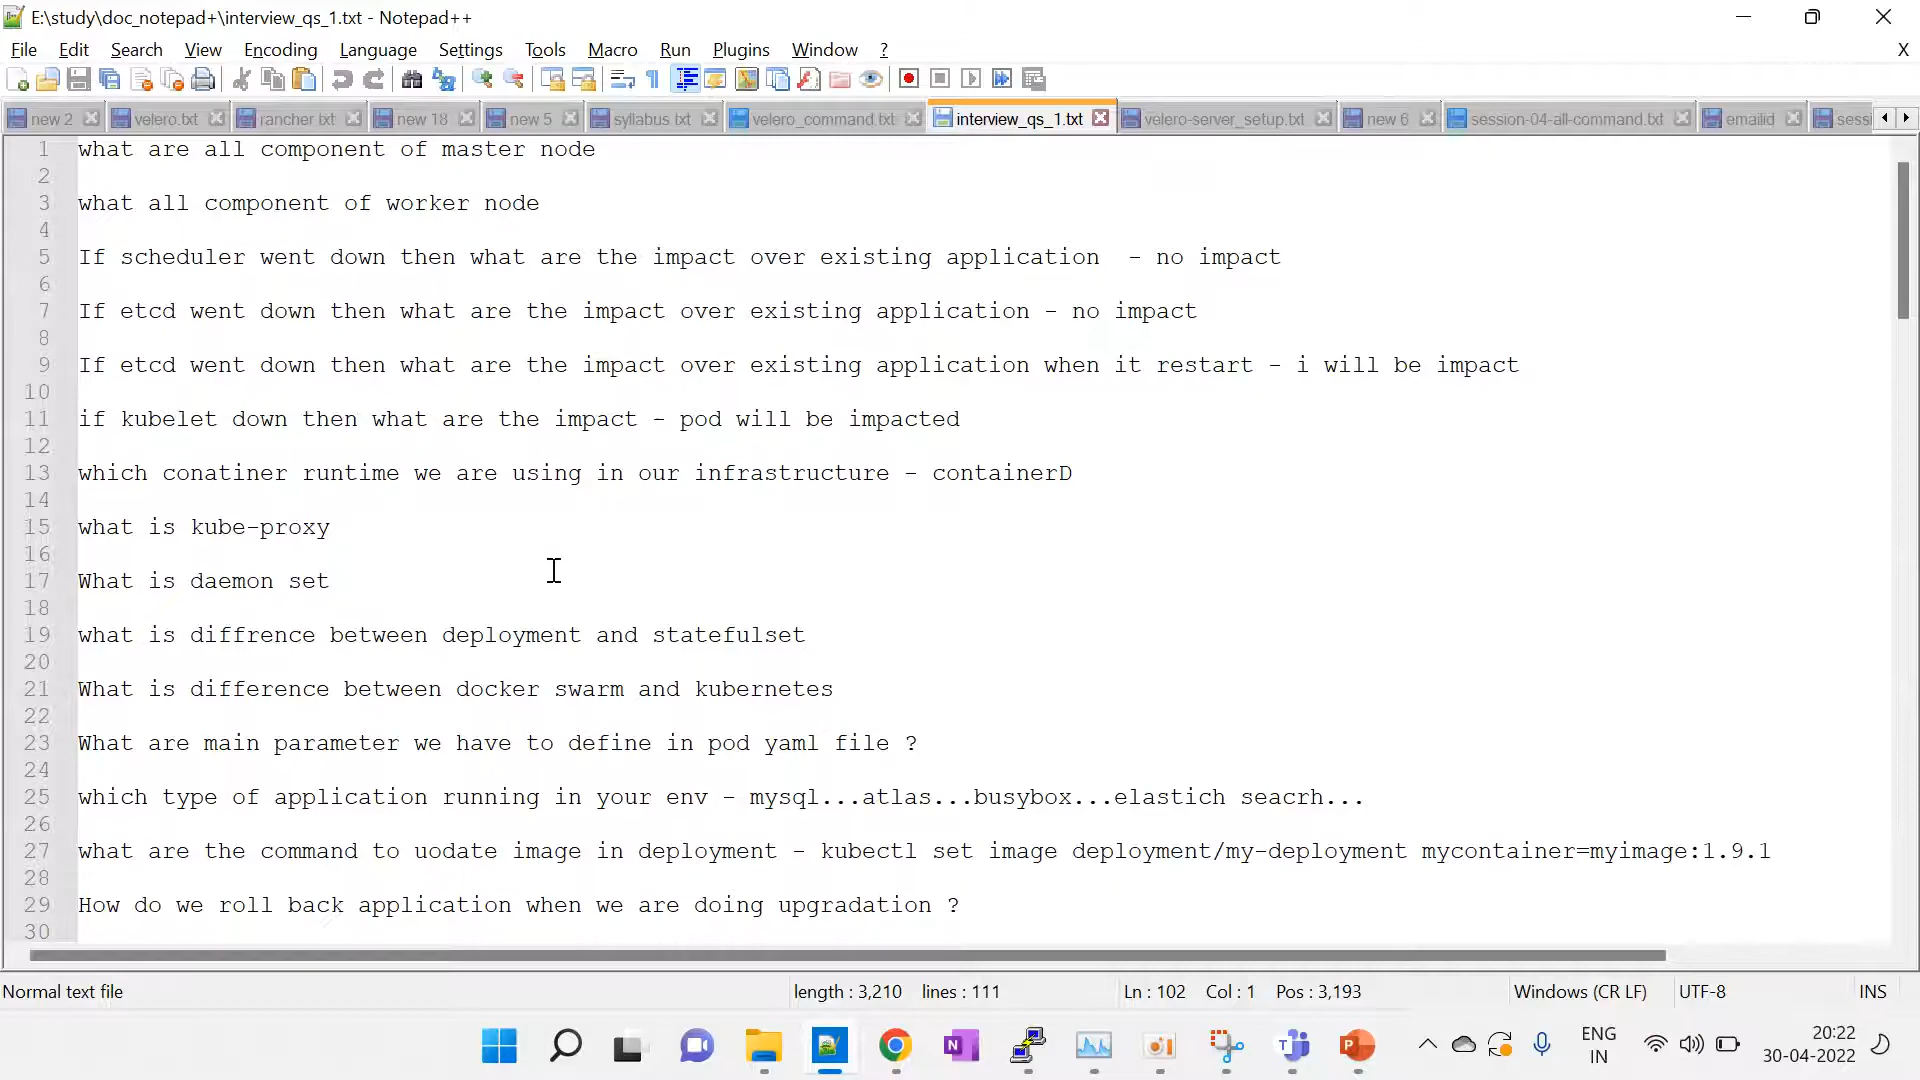 E:\study\doc_notepad+\interview_qs_1.txt - Notepad++
File Edit Search View Encoding Language Settings Tools Macro Run Plugins Window ? X
new 2 velero.txt rancher txt new 18 new 5 syllabus txt velero_command.txt interview_qs_1.txt velero-server_setup.txt new 6 session-04-all-command.txt emailid sessi
1 what are all component of master node
2
3 what all component of worker node
4
5 If scheduler went down then what are the impact over existing application - no impact
6
7 If etcd went down then what are the impact over existing application - no impact
8
9 If etcd went down then what are the impact over existing application when it restart - i will be impact
10
11 if kubelet down then what are the impact - pod will be impacted
12
13 which conatiner runtime we are using in our infrastructure - containerD
14
15 what is kube-proxy
16
17 What is daemon set
18
19 what is diffrence between deployment and statefulset
20
21 What is difference between docker swarm and kubernetes
22
23 What are main parameter we have to define in pod yaml file ?
24
25 which type of application running in your env - mysql...atlas...busybox...elastich seacrh...
26
27 what are the command to uodate image in deployment - kubectl set image deployment/my-deployment mycontainer=myimage:1.9.1
28
29 How do we roll back application when we are doing upgradation ?
30
Normal text file length : 3,210 lines : 111 Ln : 102 Col : 1 Pos : 3,193 Windows (CR LF) UTF-8 INS
ENG 20:22
IN 30-04-2022